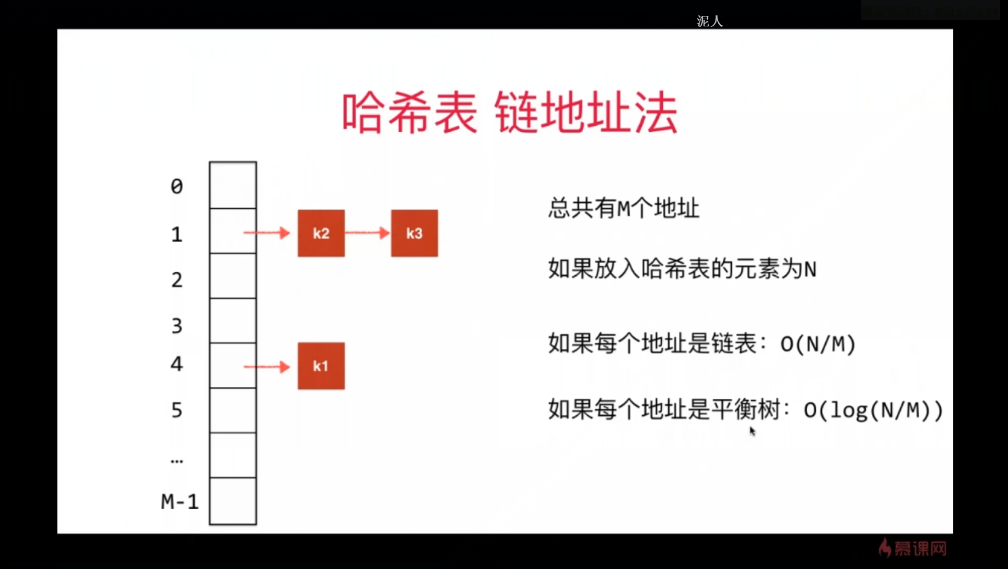 泥人
哈希表 链地址法
0
1
2
3
4
5
…
M-1
k2
k3
k1
总共有M个地址
如果放入哈希表的元素为N
如果每个地址是链表：O(N/M)
如果每个地址是平衡树：O(log(N/M))
慕课网